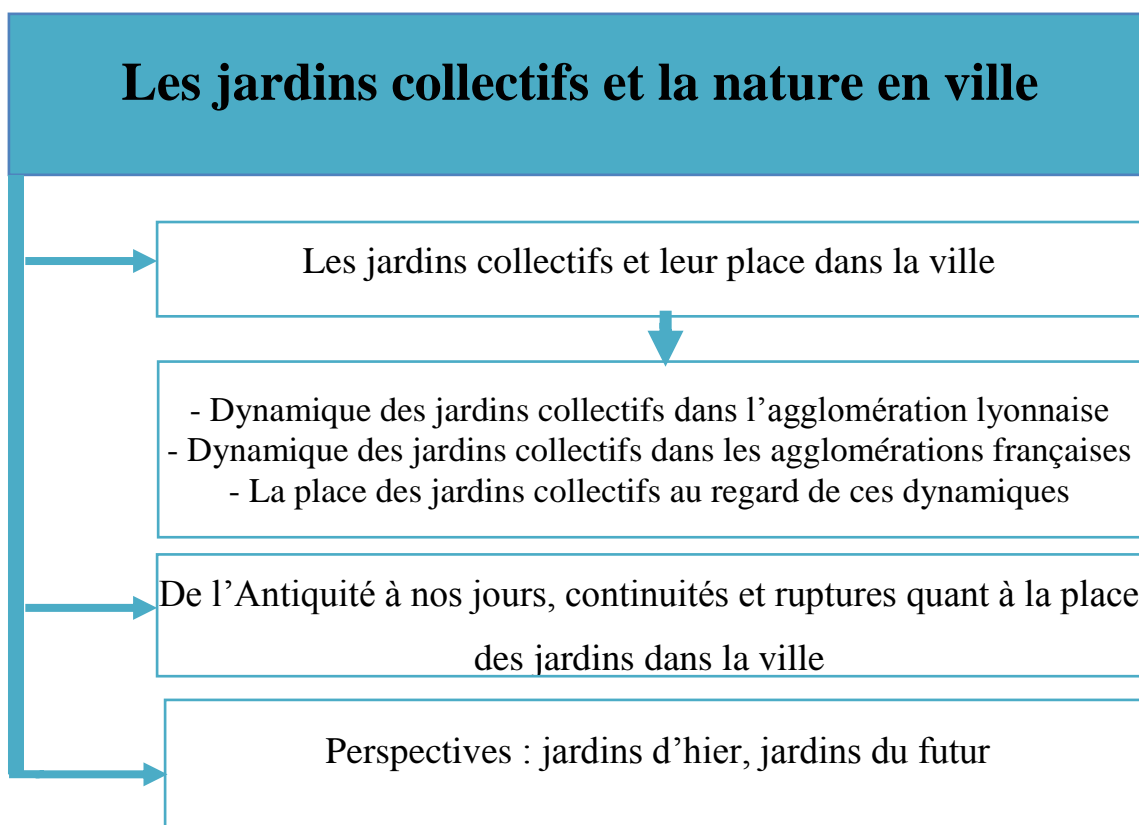 Les jardins collectifs et la nature en ville
Les jardins collectifs et leur place dans la ville
- Dynamique des jardins collectifs dans l’agglomération lyonnaise
- Dynamique des jardins collectifs dans les agglomérations françaises
- La place des jardins collectifs au regard de ces dynamiques
De l’Antiquité à nos jours, continuités et ruptures quant à la place
des jardins dans la ville
Perspectives : jardins d’hier, jardins du futur